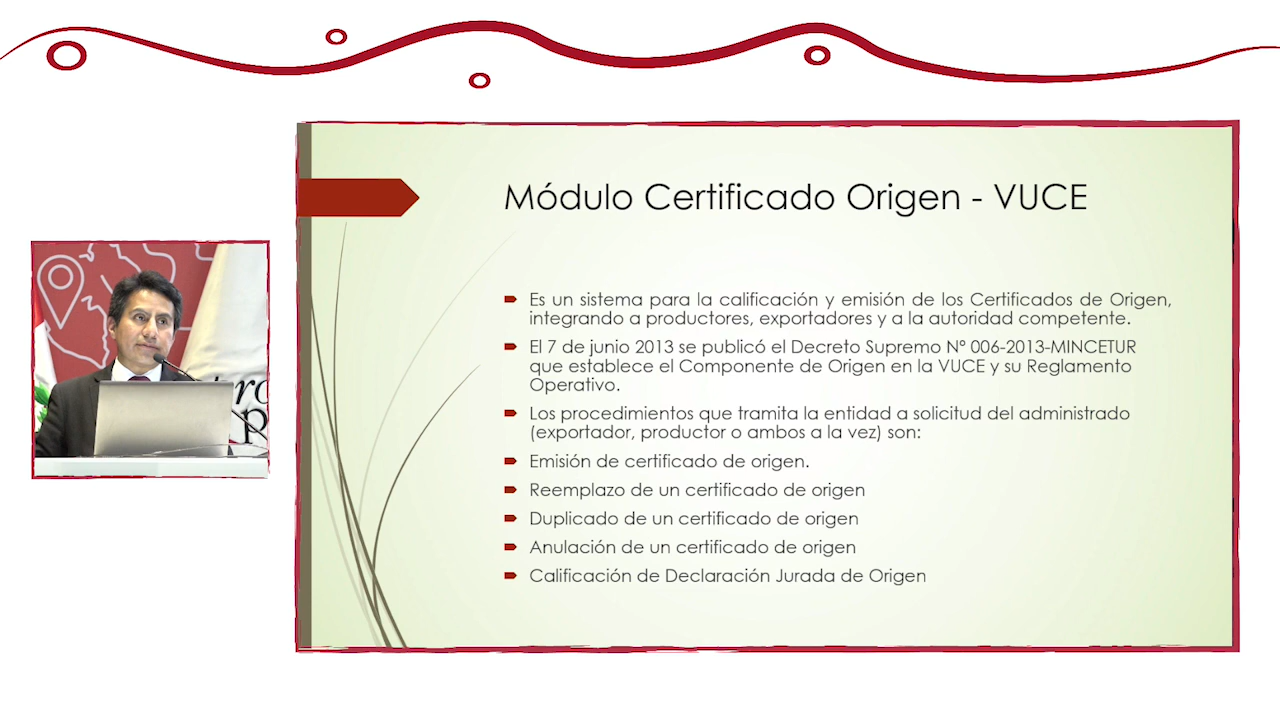 Módulo Certificado Origen - VUCE
Es un sistema para la calificación y emisión de los Certificados de Origen,
integrando a productores, exportadores y a la autoridad competente.
El 7 de junio 2013 se publicó el Decreto Supremo Nº 006-2013-MINCETUR
que establece el Componente de Origen en la VUCE y su Reglamento
Operativo.
Los procedimientos que tramita la entidad a solicitud del administrado
(exportador, productor o ambos a la vez) son:
Emisión de certificado de origen.
Reemplazo de un certificado de origen
Duplicado de un certificado de origen
Anulación de un certificado de origen
Calificación de Declaración Jurada de Origen